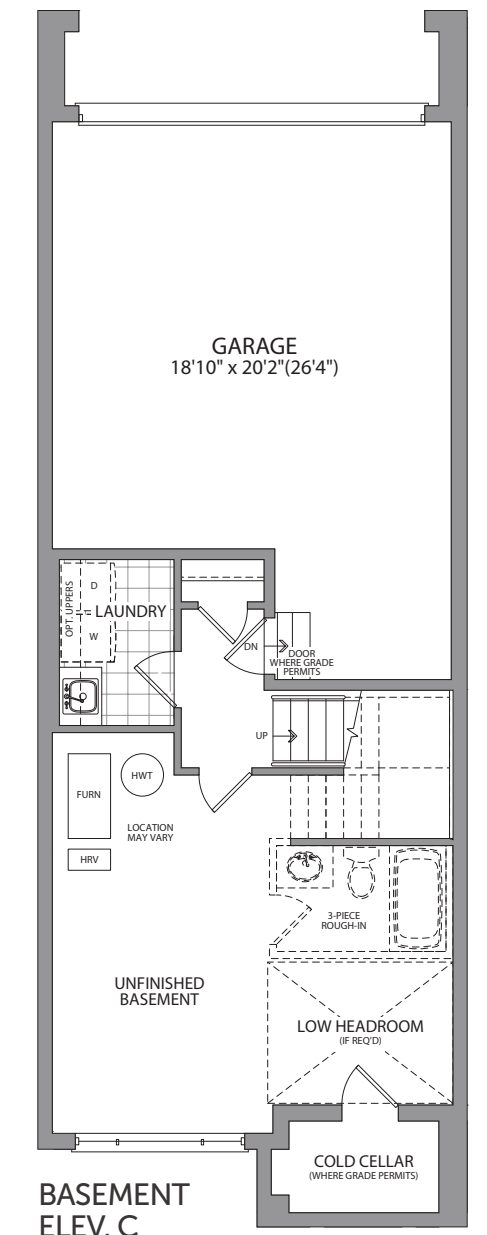 GARAGE
18'10" x 20'2"(26'4")
OPT. UPPERS
D
LAUNDRY
W
DN
DOOR
WHERE GRADE
PERMITS
UP
FURN
HWT
LOCATION
MAY VARY
HRV
3-PIECE
ROUGH-IN
UNFINISHED
BASEMENT
LOW HEADROOM
(IF REQ'D)
COLD CELLAR
(WHERE GRADE PERMITS)
BASEMENT
ELEV. C